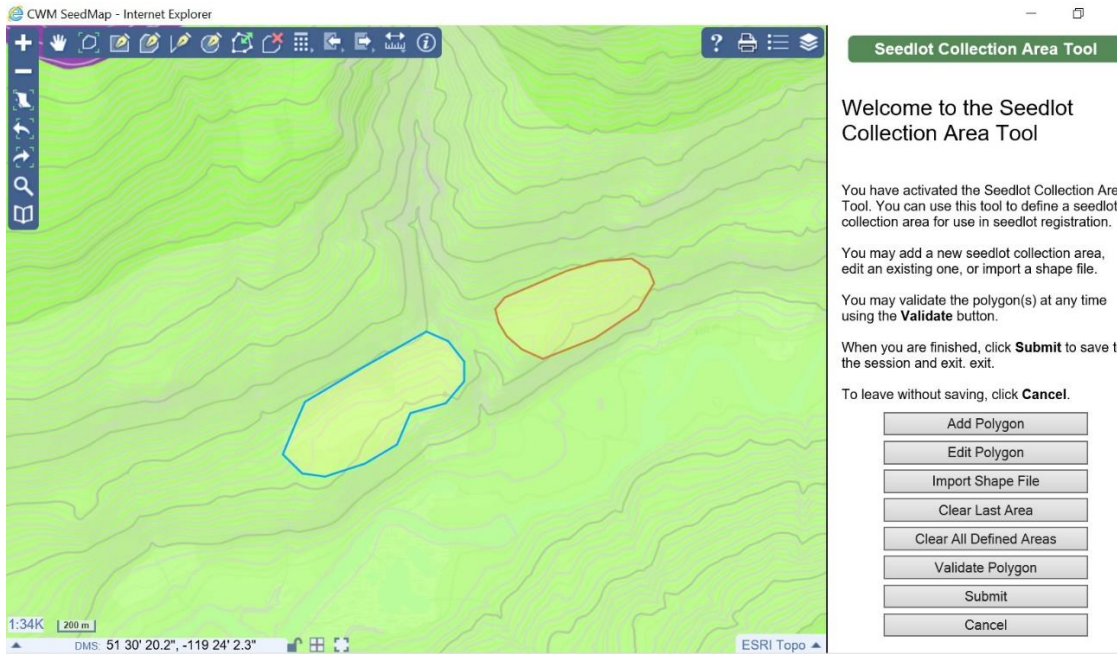 CWM SeedMap - Internet Explorer
Seedlot Collection Area Tool
Welcome to the Seedlot
Collection Area Tool
You have activated the Seedlot Collection Are
Tool. You can use this tool to define a seedlot
collection area for use in seedlot registration.
You may add a new seedlot collection area,
edit an existing one, or import a shape file.
You may validate the polygon(s) at any time
using the Validate button.
When you are finished, click Submit to save t
the session and exit. exit.
To leave without saving, click Cancel.
Add Polygon
Edit Polygon
Import Shape File
Clear Last Area
Clear All Defined Areas
Validate Polygon
Submit
Cancel
1:34K 200 m
DMS: 51 30' 20.2", -119 24' 2.3"
ESRI Topo